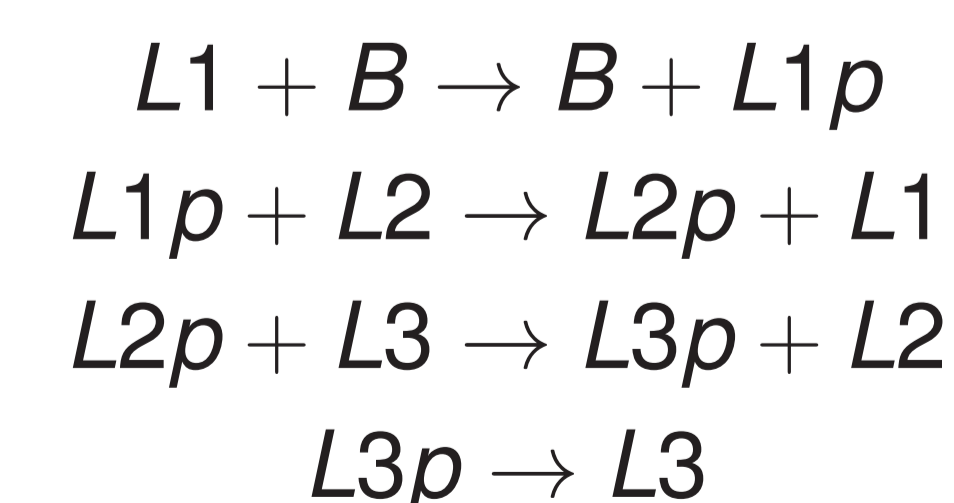 L1 + B → B + L1p
L1p + L2 → L2p + L1
L2p + L3 → L3p + L2
L3p → L3